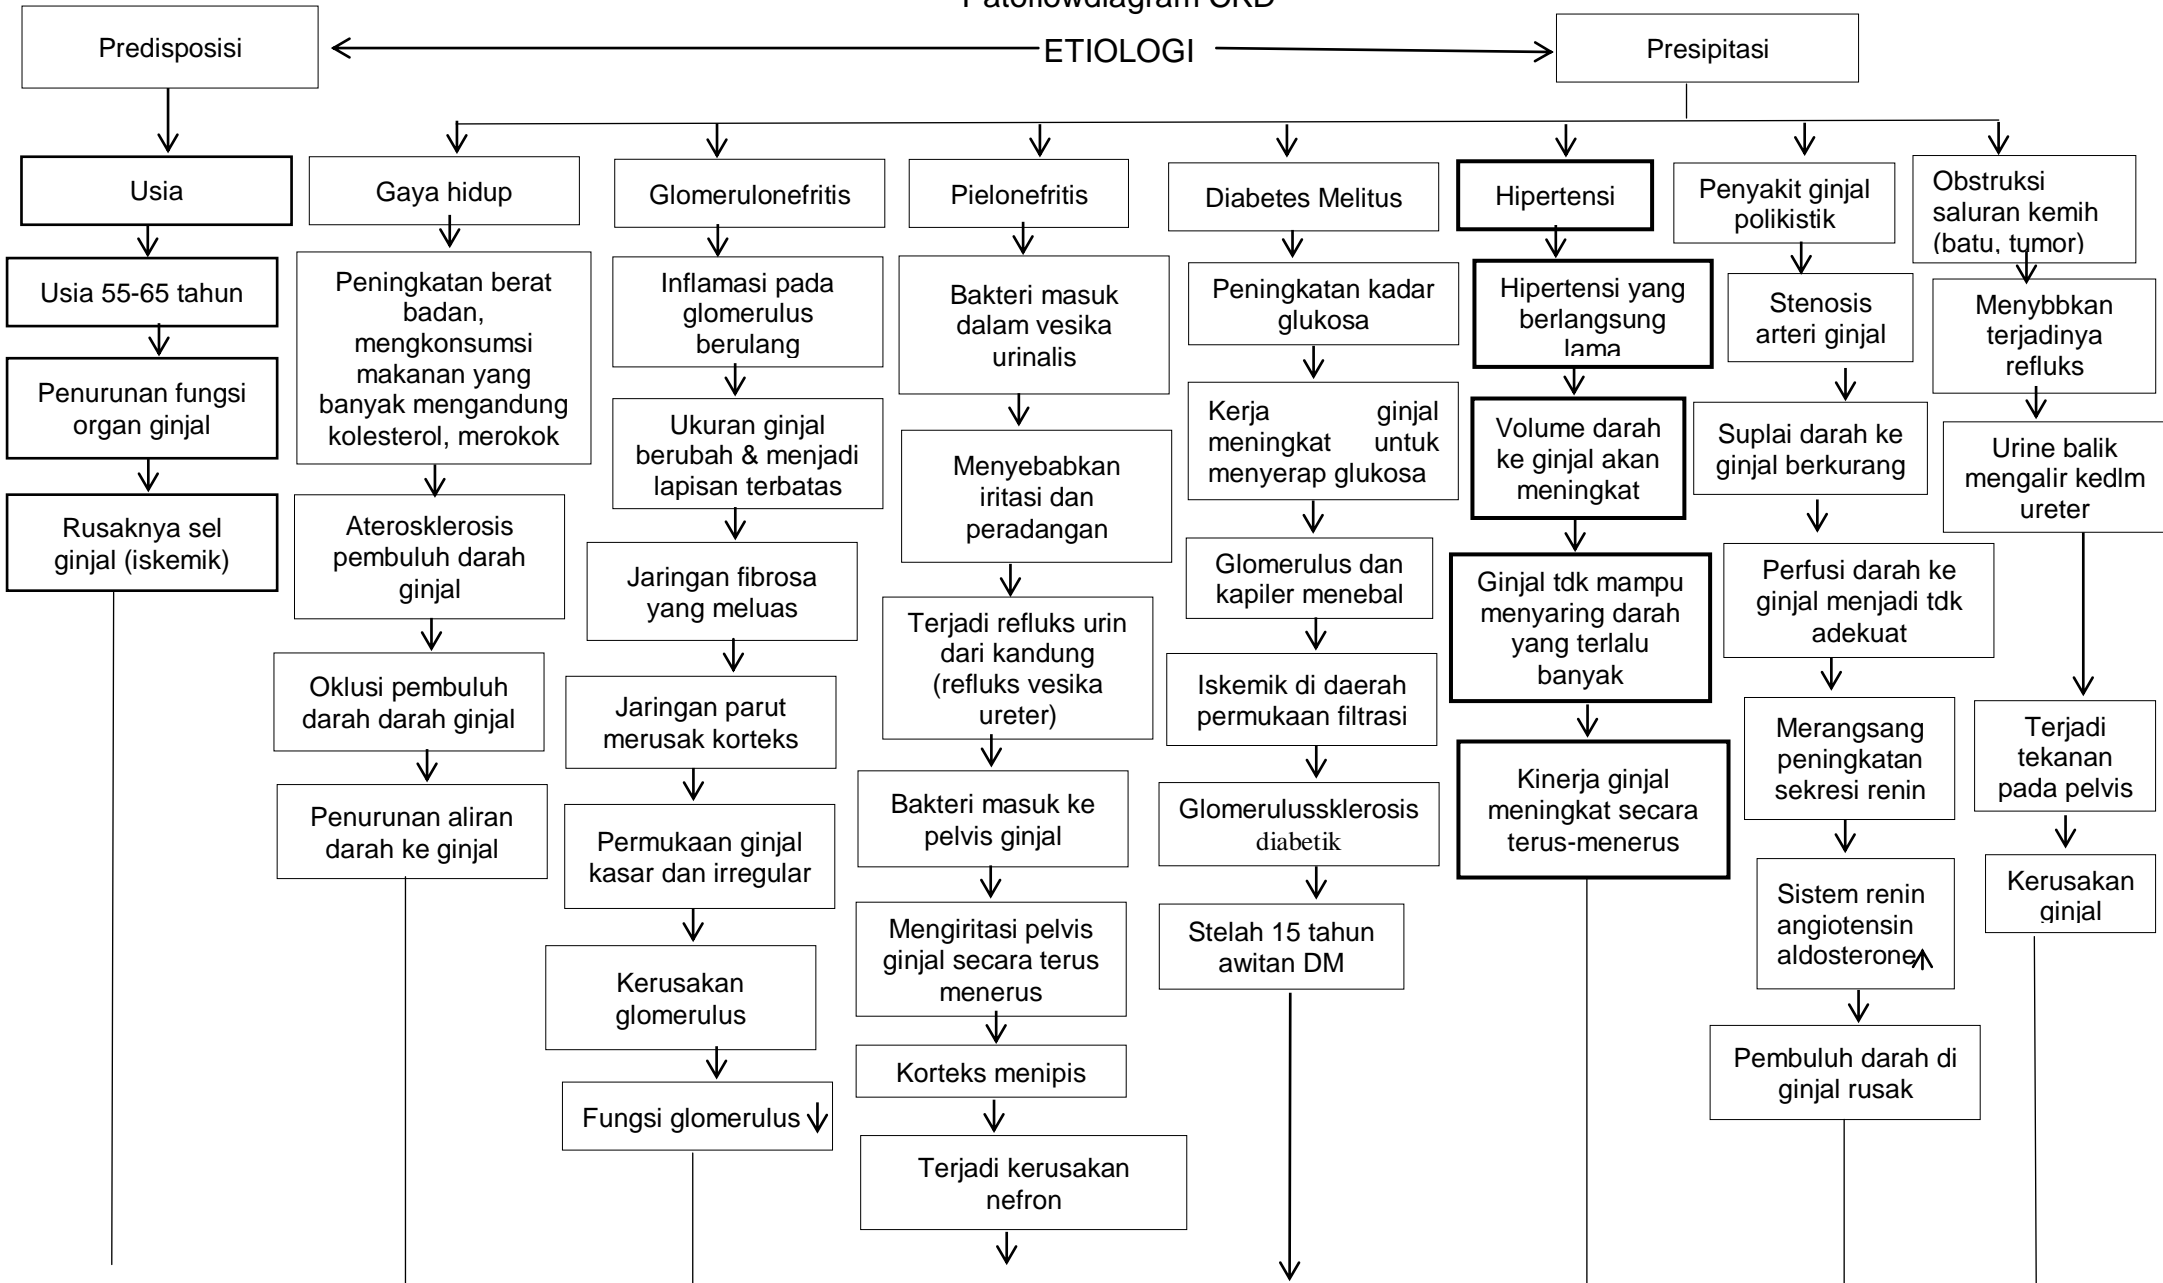 Patoflowdiagram CKD
Predisposisi
ETIOLOGI
Presipitasi
Usia
Usia 55-65 tahun
Penurunan fungsi
organ ginjal
Rusaknya sel
ginjal (iskemik)
Gaya hidup
Peningkatan berat
badan,
mengkonsumsi
makanan yang
banyak mengandung
kolesterol, merokok
Aterosklerosis
pembuluh darah
ginjal
Oklusi pembuluh
darah darah ginjal
Penurunan aliran
darah ke ginjal
Glomerulonefritis
Inflamasi pada
glomerulus
berulang
Ukuran ginjal
berubah & menjadi
lapisan terbatas
Jaringan fibrosa
yang meluas
Jaringan parut
merusak korteks
Permukaan ginjal
kasar dan irregular
Kerusakan
glomerulus
Fungsi glomerulus
Pielonefritis
Bakteri masuk
dalam vesika
urinalis
Menyebabkan
iritasi dan
peradangan
Terjadi refluks urin
dari kandung
(refluks vesika
ureter)
Bakteri masuk ke
pelvis ginjal
Mengiritasi pelvis
ginjal secara terus
menerus
Korteks menipis
Terjadi kerusakan
nefron
Diabetes Melitus
Peningkatan kadar
glukosa
Kerja ginjal
meningkat untuk
menyerap glukosa
Glomerulus dan
kapiler menebal
Iskemik di daerah
permukaan filtrasi
Glomerulussklerosis
diabetik
Stelah 15 tahun
awitan DM
Hipertensi
Hipertensi yang
berlangsung
lama
Volume darah
ke ginjal akan
meningkat
Ginjal tdk mampu
menyaring darah
yang terlalu
banyak
Kinerja ginjal
meningkat secara
terus-menerus
Penyakit ginjal
polikistik
Stenosis
arteri ginjal
Suplai darah ke
ginjal berkurang
Perfusi darah ke
ginjal menjadi tdk
adekuat
Merangsang
peningkatan
sekresi renin
Sistem renin
angiotensin
aldosterone
Pembuluh darah di
ginjal rusak
Obstruksi
saluran kemih
(batu, tumor)
Menybbkan
terjadinya
refluks
Urine balik
mengalir kedlm
ureter
Terjadi
tekanan
pada pelvis
Kerusakan
ginjal